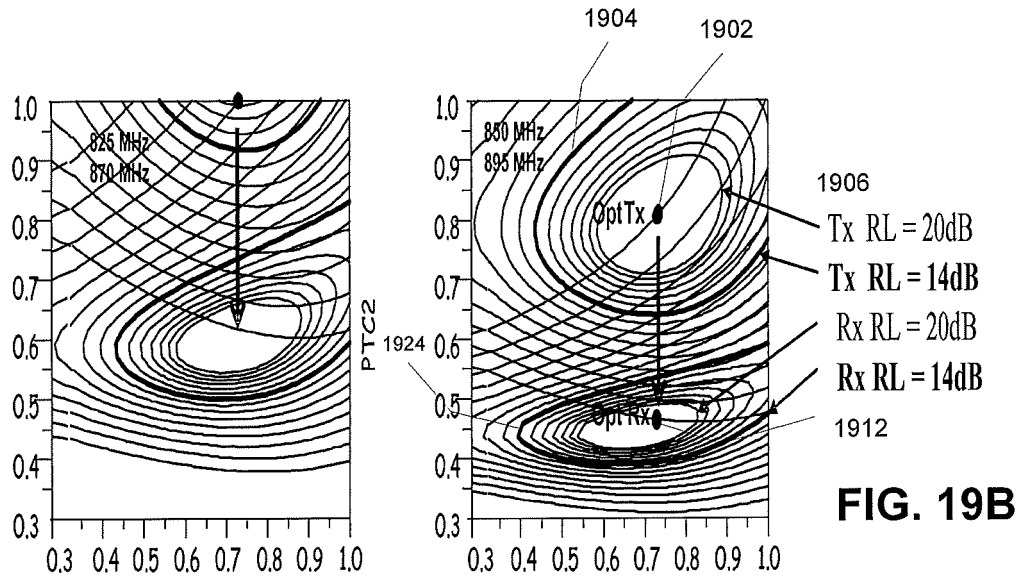 1904
1902
1.0
0.9
0.8
0.7
0.6
0.5
0.4
0.3
825 MHz
870 MHz
0.3 0.4 0.5 0.6 0.7 0.8 0.9 1.0
PTC2
1924
1.0
0.9
0.8
0.7
0.6
0.5
0.4
0.3
850 MHz
895 MHz
Opt Tx
Opt Rx
0.3 0.4 0.5 0.6 0.7 0.8 0.9 1.0
1906
Tx RL = 20dB
Tx RL = 14dB
Rx RL = 20dB
Rx RL = 14dB
1912
FIG. 19B